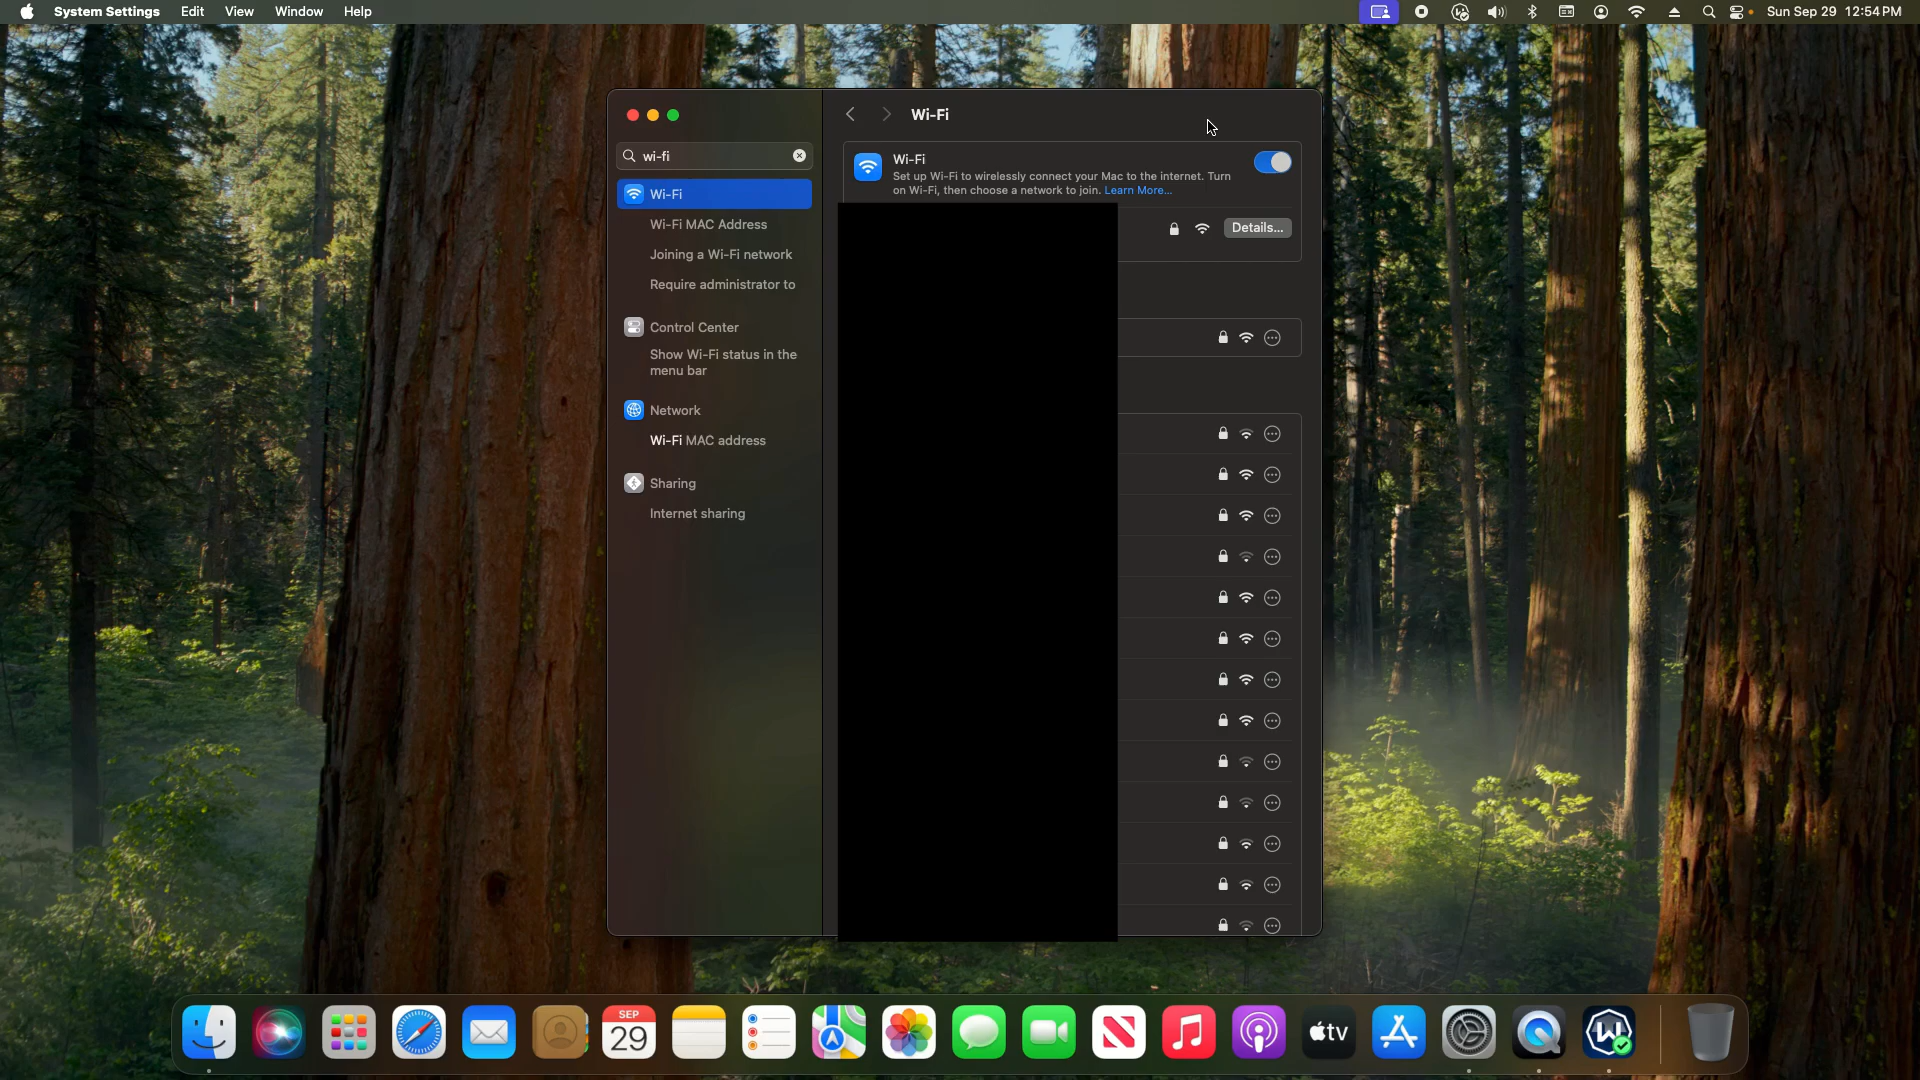 System Settings Edit View Window Help
Sun Sep 29 12:54 PM
Wi-Fi
wi-fi
Wi-Fi
Wi-Fi MAC Address
Joining a Wi-Fi network
Require administrator to
Control Center
Show Wi-Fi status in the
menu bar
Network
Wi-Fi MAC address
Sharing
Internet sharing
Wi-Fi
Set up Wi-Fi to wirelessly connect your Mac to the internet. Turn
on Wi-Fi, then choose a network to join. Learn More...
Details...
SEP
29
tv